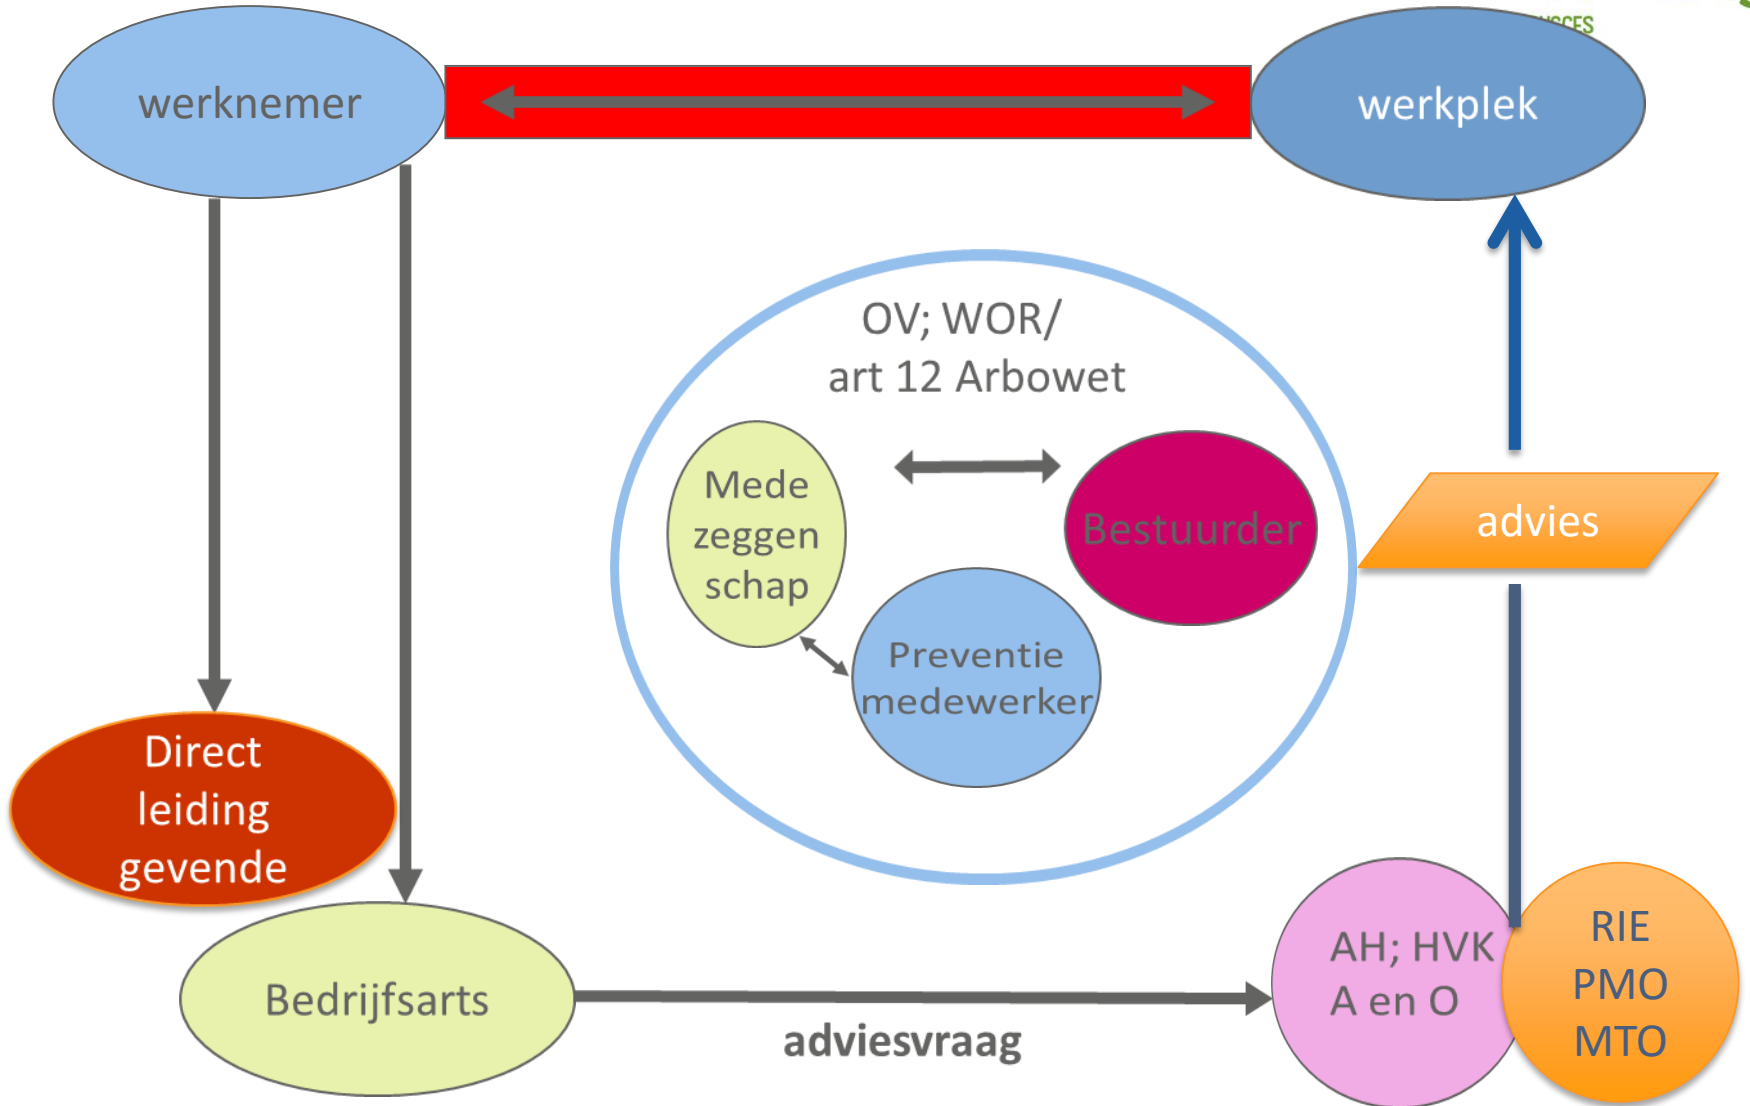 werknemer
werkplek
OV; WOR/
art 12 Arbowet
Mede
zeggen
schap
Bestuurder
advies
Preventie
medewerker
Direct
leiding
gevende
Bedrijfsarts
adviesvraag
AH; HVK
A en O
RIE
PMO
MTO